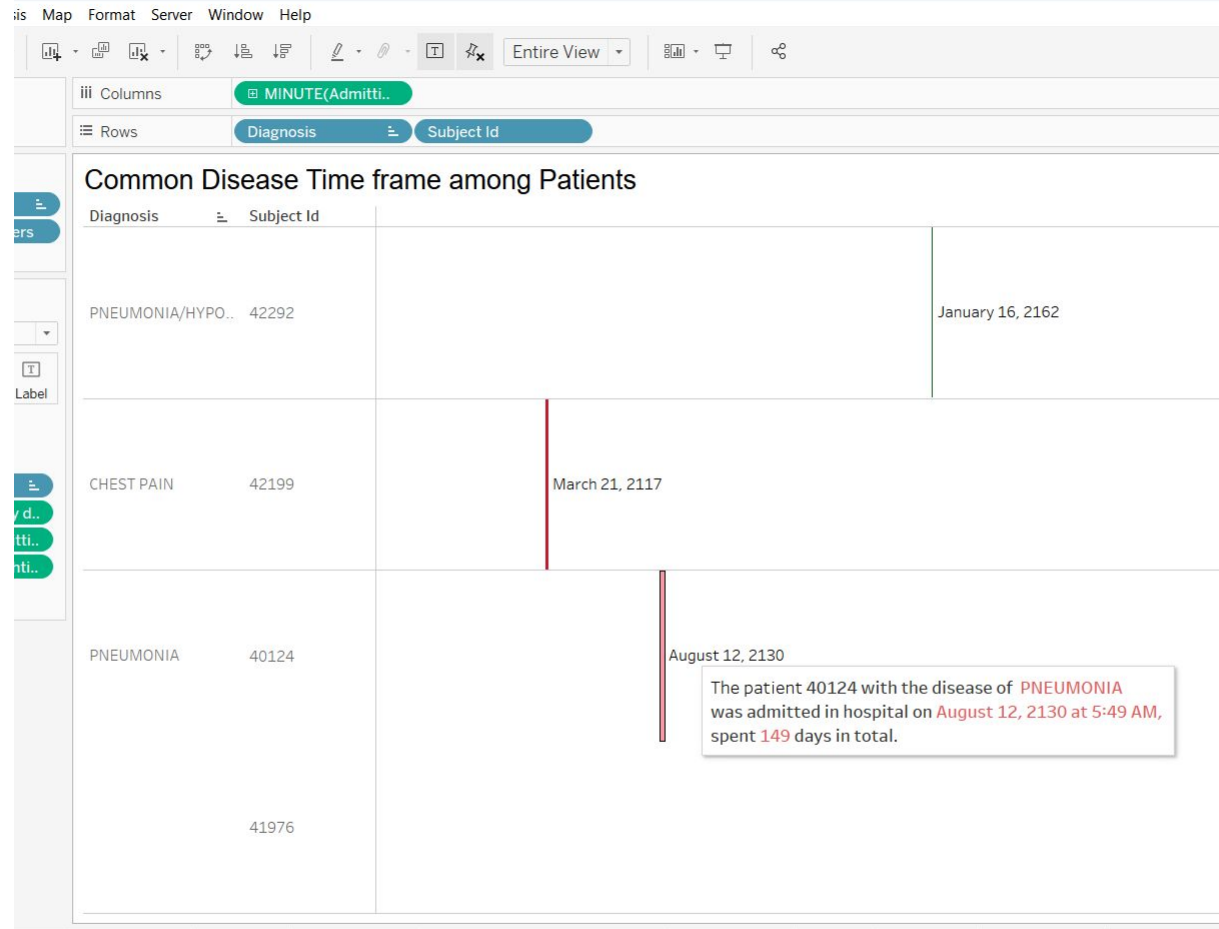 sis Map Format Server Window Help
T Entire View
iii Columns MINUTE(Admitti..
Rows Diagnosis Subject Id
Common Disease Time frame among Patients
Diagnosis Subject Id
ers
PNEUMONIA/HYPO.. 42292 January 16, 2162
T
Label
CHEST PAIN 42199 March 21, 2117
y d..
tti..
nti..
PNEUMONIA 40124 August 12, 2130
The patient 40124 with the disease of PNEUMONIA
was admitted in hospital on August 12, 2130 at 5:49 AM,
spent 149 days in total.
41976